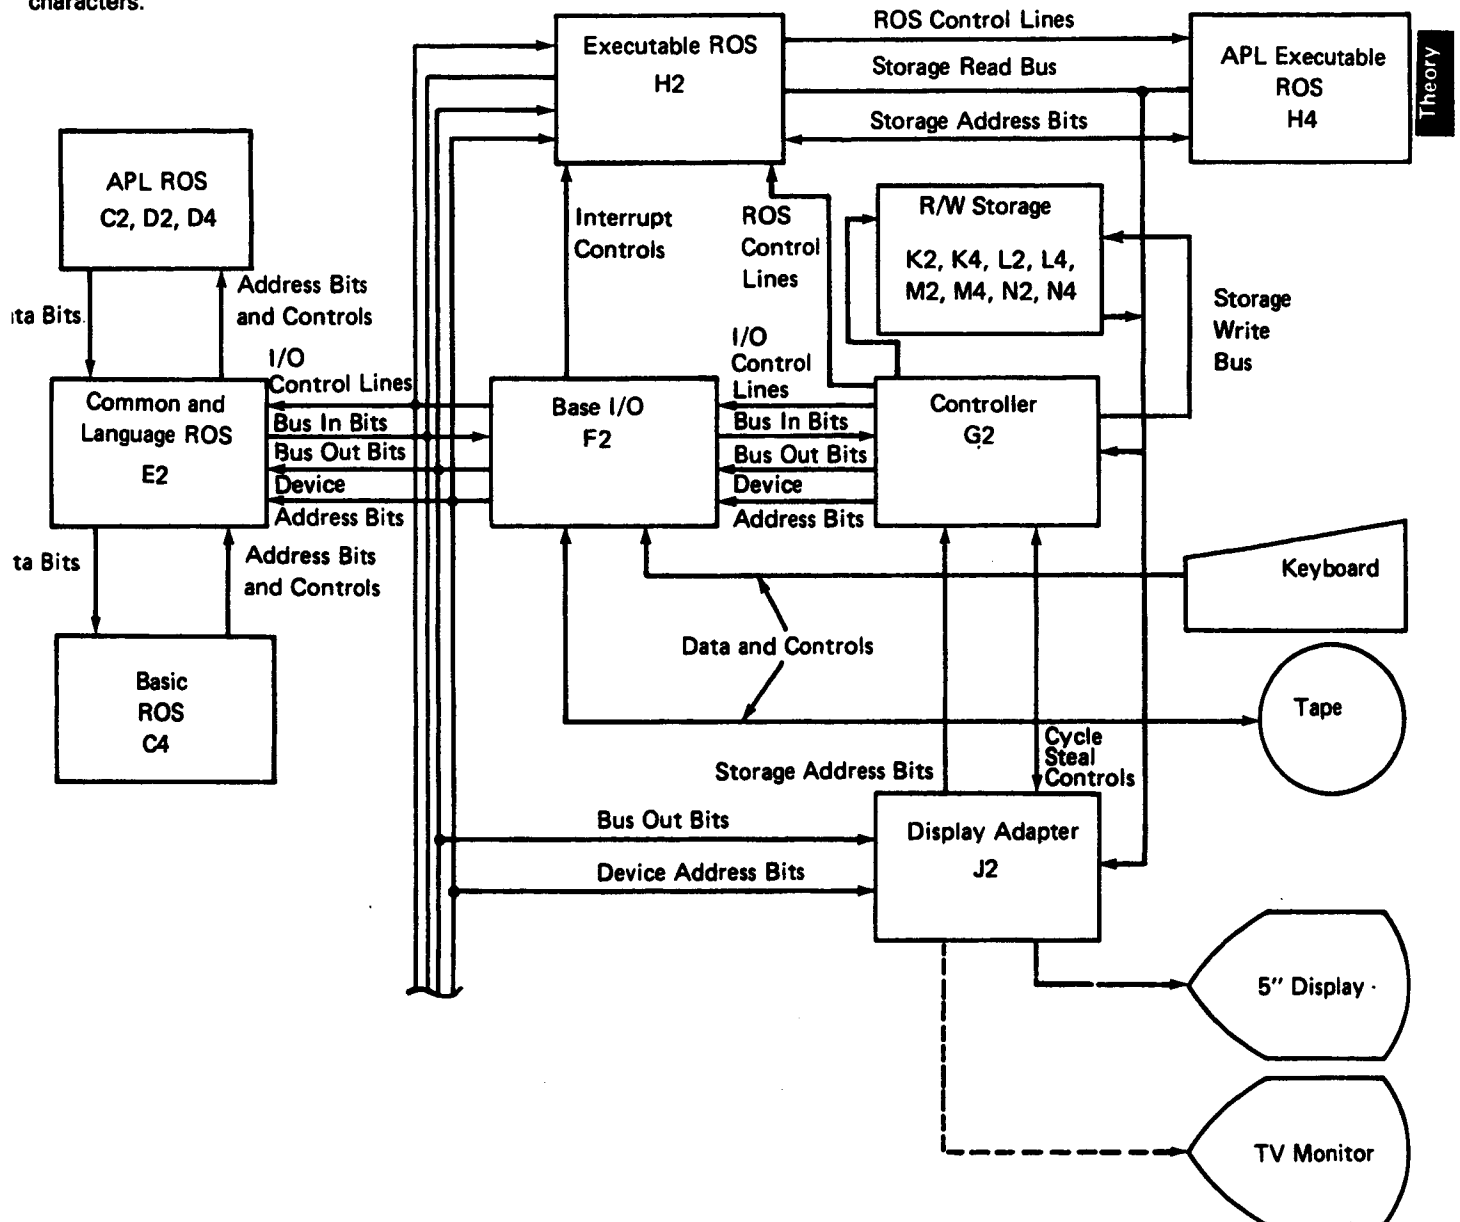 characters.
Executable ROS
H2
ROS Control Lines
Storage Read Bus
Storage Address Bits
APL Executable
ROS
H4
Theory
APL ROS
C2, D2, D4
Interrupt
Controls
ROS
Control
Lines
R/W Storage
K2, K4, L2, L4,
M2, M4, N2, N4
Storage
Write
Bus
ta Bits
Address Bits
and Controls
I/O
Control Lines
Bus In Bits
Bus Out Bits
Device
Address Bits
Common and
Language ROS
E2
Base I/O
F2
I/O
Control
Lines
Bus In Bits
Bus Out Bits
Device
Address Bits
Controller
G2
ta Bits
Address Bits
and Controls
Keyboard
Data and Controls
Basic
ROS
C4
Tape
Storage Address Bits
Cycle
Steal
Controls
Bus Out Bits
Device Address Bits
Display Adapter
J2
5" Display
TV Monitor